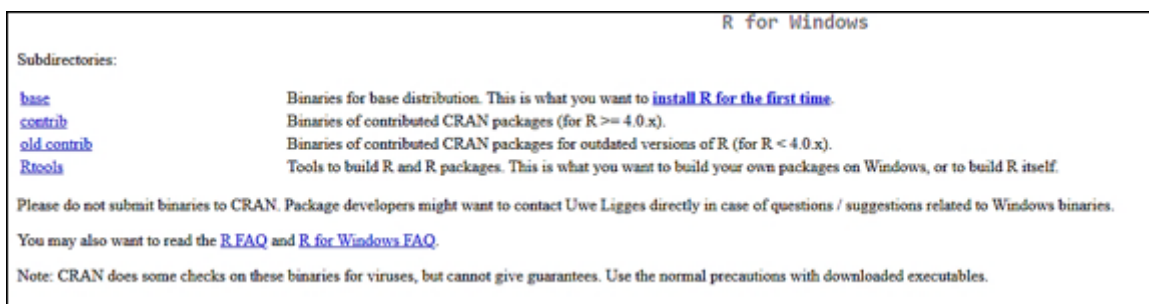 R for Windows
Subdirectories:
base Binaries for base distribution. This is what you want to install R for the first time.
contrib Binaries of contributed CRAN packages (for R >= 4.0.x).
old contrib Binaries of contributed CRAN packages for outdated versions of R (for R < 4.0.x).
Rtools Tools to build R and R packages. This is what you want to build your own packages on Windows, or to build R itself.
Please do not submit binaries to CRAN. Package developers might want to contact Uwe Ligges directly in case of questions / suggestions related to Windows binaries.
You may also want to read the R FAQ and R for Windows FAQ.
Note: CRAN does some checks on these binaries for viruses, but cannot give guarantees. Use the normal precautions with downloaded executables.